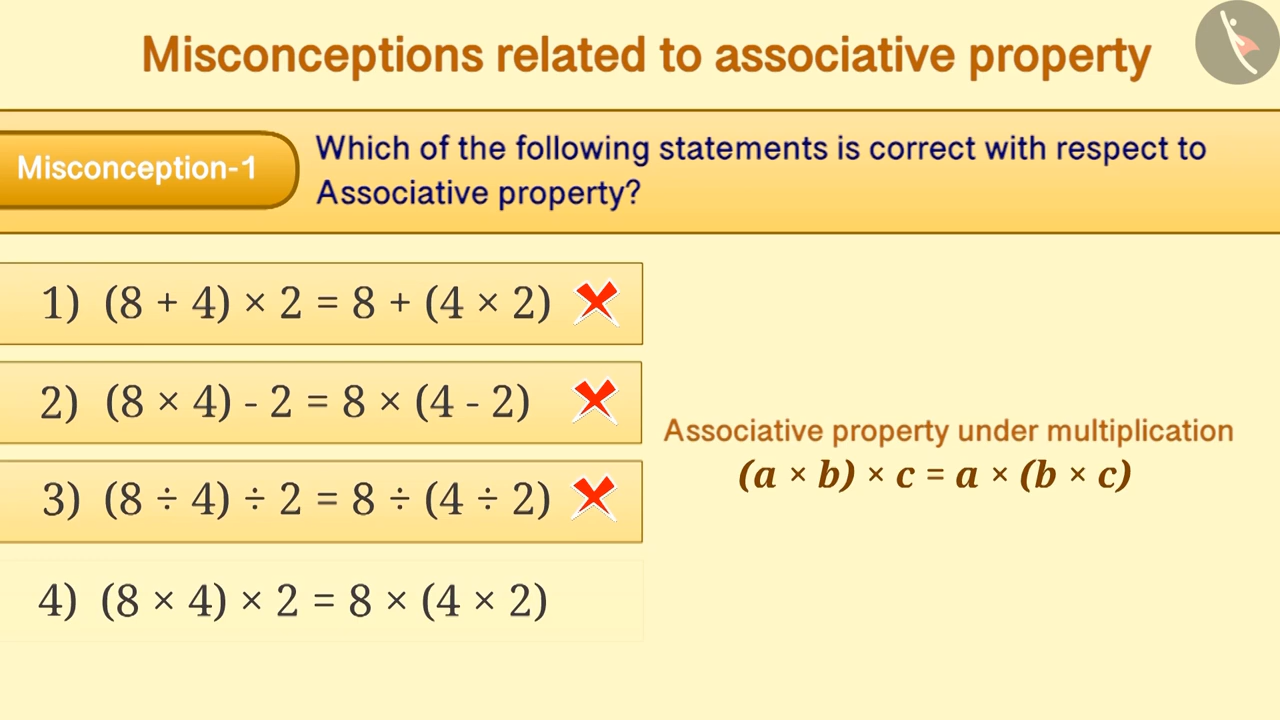 Misconceptions related to associative property
Misconception-1
Which of the following statements is correct with respect to
Associative property?
1) (8 + 4) × 2 = 8 + (4 × 2)
2) (8 × 4) - 2 = 8 × (4 - 2)
3) (8 ÷ 4) ÷ 2 = 8 ÷ (4 ÷ 2)
4) (8 × 4) × 2 = 8 × (4 × 2)
Associative property under multiplication
(a × b) × c = a × (b × c)